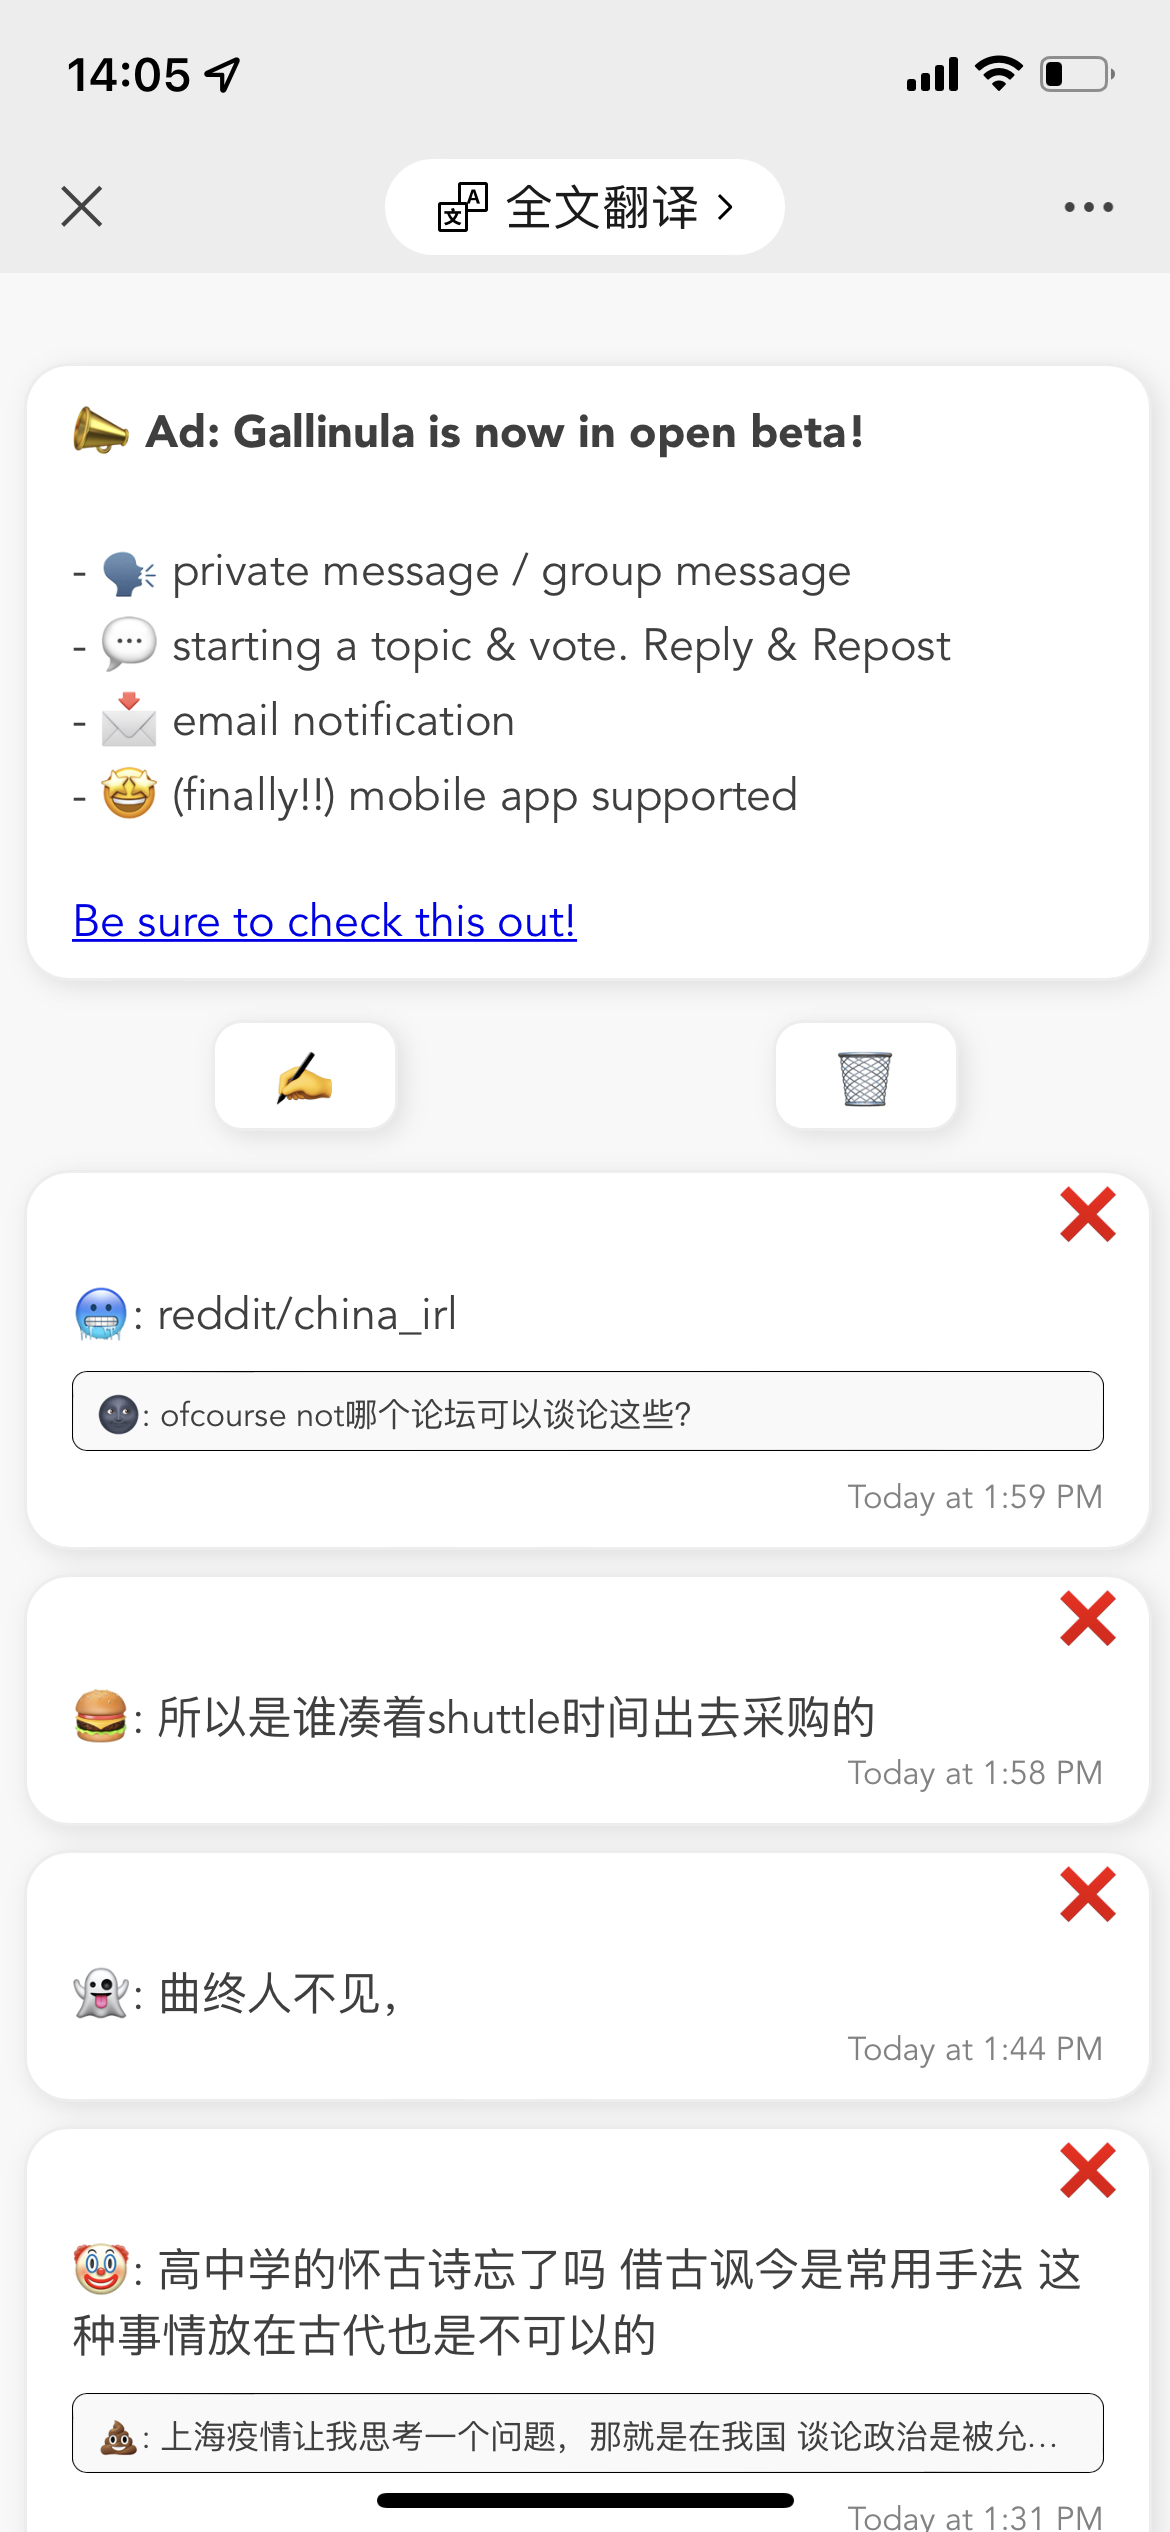 14:05
全文翻译
Ad: Gallinula is now in open beta!
- 🗣️ private message / group message
- 💬 starting a topic & vote. Reply & Repost
- 📩 email notification
- 🤩 (finally!!) mobile app supported
Be sure to check this out!
🥶: reddit/china_irl
🌚: ofcourse not哪个论坛可以谈论这些?
Today at 1:59 PM
🍔: 所以是谁凑着shuttle时间出去采购的
Today at 1:58 PM
👻: 曲终人不见,
Today at 1:44 PM
🤡: 高中学的怀古诗忘了吗 借古讽今是常用手法 这
种事情放在古代也是不可以的
💩: 上海疫情让我思考一个问题，那就是在我国 谈论政治是被允...
Today at 1:31 PM